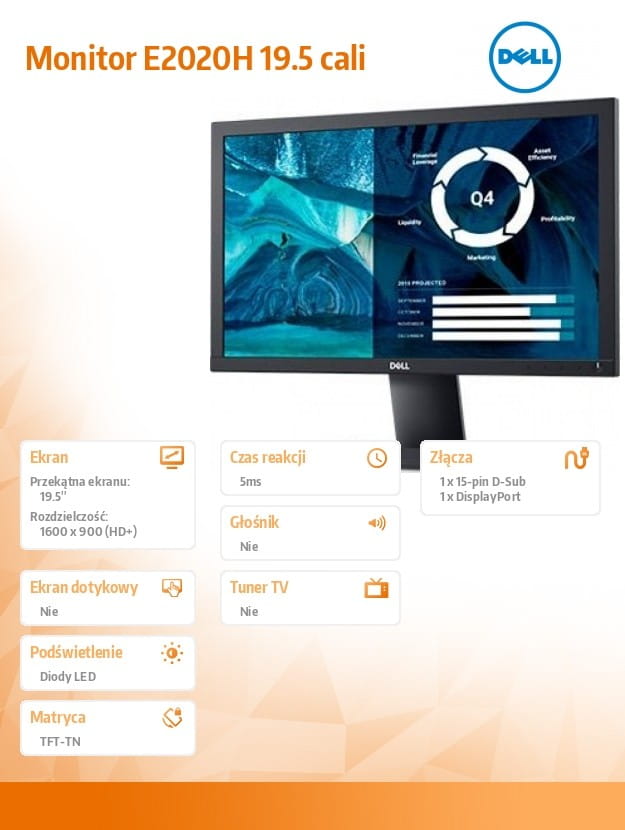 Monitor E2020H 19.5 cali
DELL
Financial
Leverage
Asset
Efficiency
Q4
Liquidity
Profitability
Marketing
2019 PROJECTED
SEPTEMBER
OCTOBER
NOVEMBER
DECEMBER
DELL
Ekran
Przekątna ekranu:
19.5"
Rozdzielczość:
1600 x 900 (HD+)
Czas reakcji
5ms
Złącza
1 x 15-pin D-Sub
1 x DisplayPort
Głośnik
Nie
Ekran dotykowy
Nie
Tuner TV
Nie
Podświetlenie
Diody LED
Matryca
TFT-TN